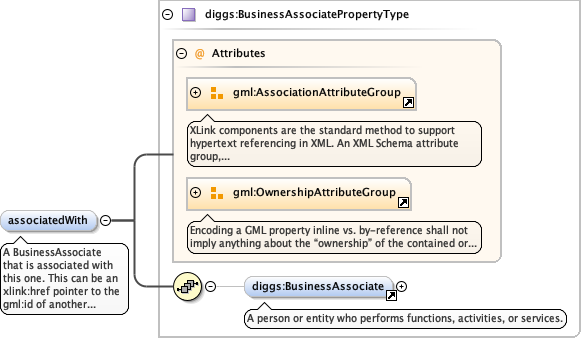 diggs:BusinessAssociatePropertyType
@ Attributes
gml:AssociationAttributeGroup
XLink components are the standard method to support
hypertext referencing in XML. An XML Schema attribute
group,...
gml:OwnershipAttributeGroup
Encoding a GML property inline vs. by-reference shall
not imply anything about the “ownership” of the contained or...
associatedWith
A BusinessAssociate
that is associated with
this one. This can be an
xlink:href pointer to the
gml:id of another...
diggs:BusinessAssociate
A person or entity who performs functions, activities, or services.